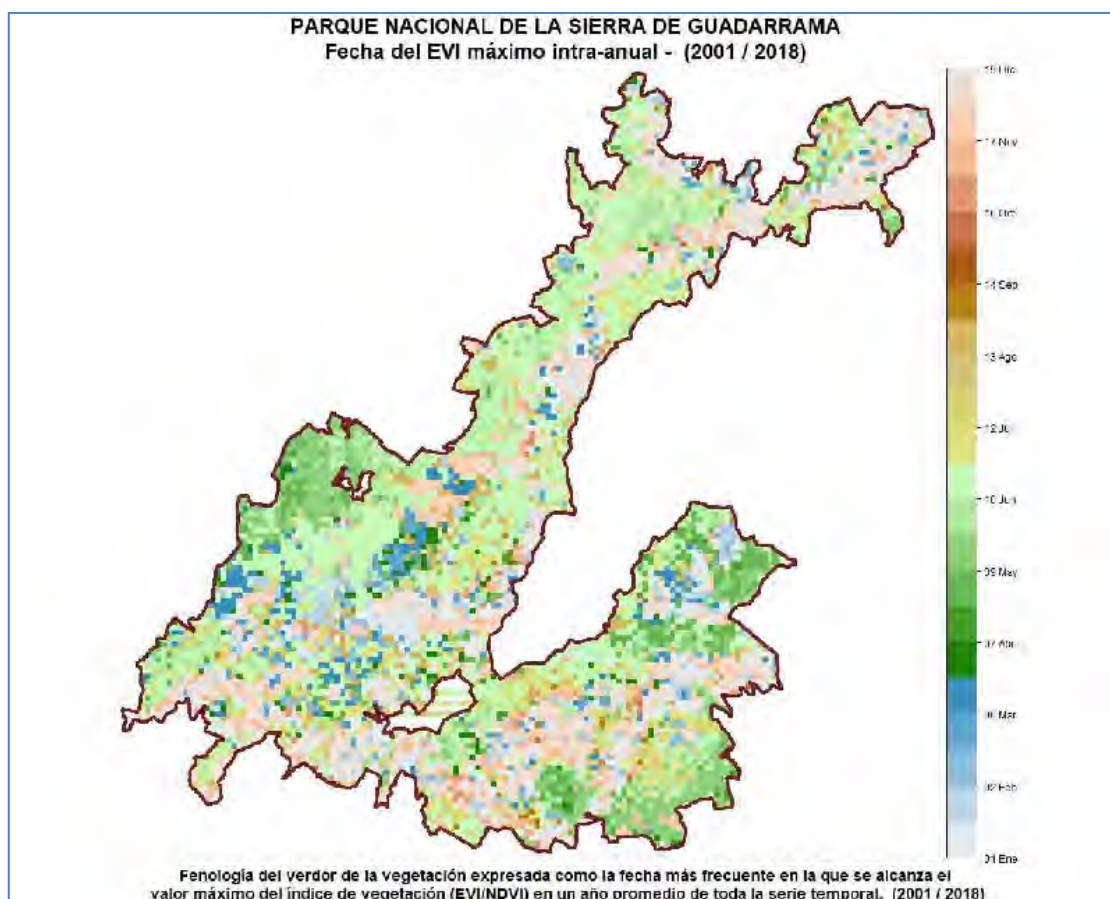 PARQUE NACIONAL DE LA SIERRA DE GUADARRAMA
Fecha del EVI máximo intra-anual - (2001 / 2018)
17 Nov
14 Sep
13 Ago
12 Jul
10 Jun
09 May
07 Abr
06 Mar
02 Feb
01 Ene
Fenología del verdor de la vegetación expresada como la fecha más frecuente en la que se alcanza el
valor máximo del índice de vegetación (EVI/NDVI) en un año promedio de toda la serie temporal. (2001 / 2018)